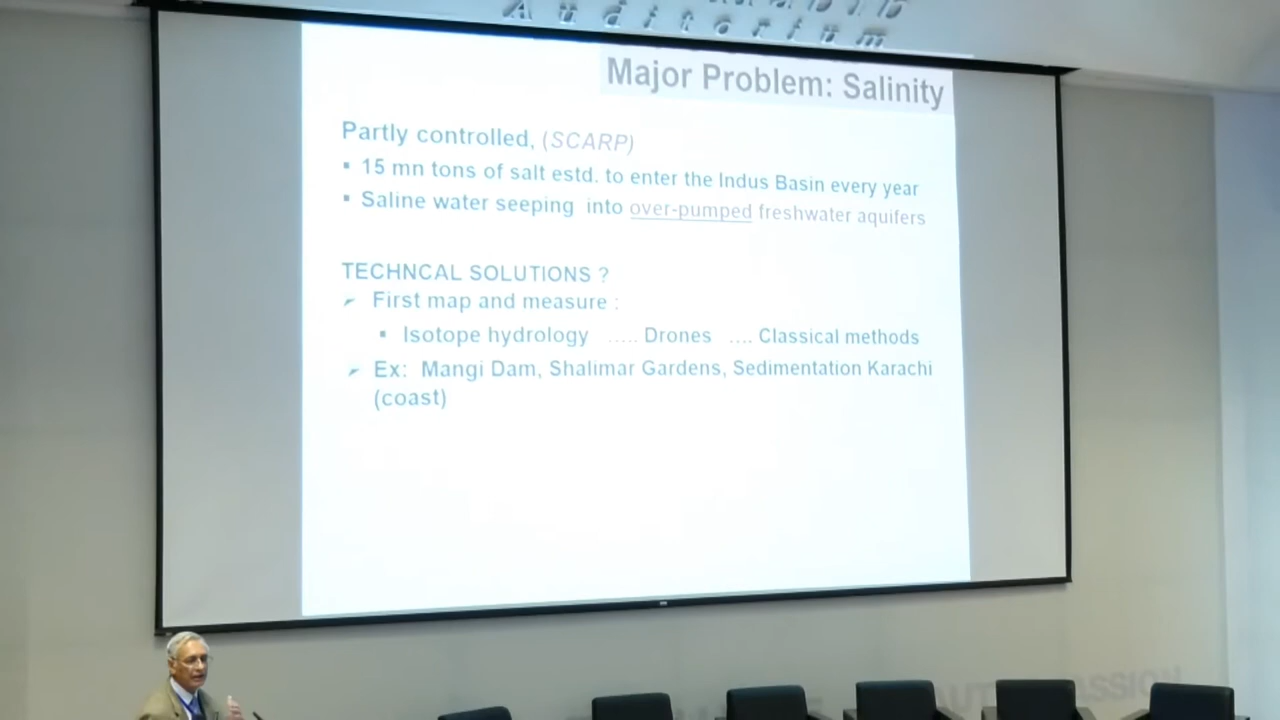 Auditorium
Major Problem: Salinity
Partly controlled, (SCARP)
▪ 15 mn tons of salt estd. to enter the Indus Basin every year
▪ Saline water seeping into over-pumped freshwater aquifers
TECHNCAL SOLUTIONS ?
First map and measure :
▪ Isotope hydrology ..... Drones .... Classical methods
Ex: Mangi Dam, Shalimar Gardens, Sedimentation Karachi
(coast)